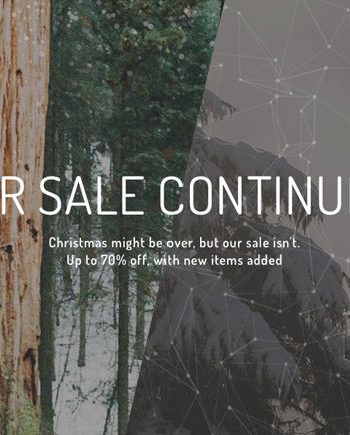 R SALE CONTINU
Christmas might be over, but our sale isn't.
Up to 70% off, with new items added